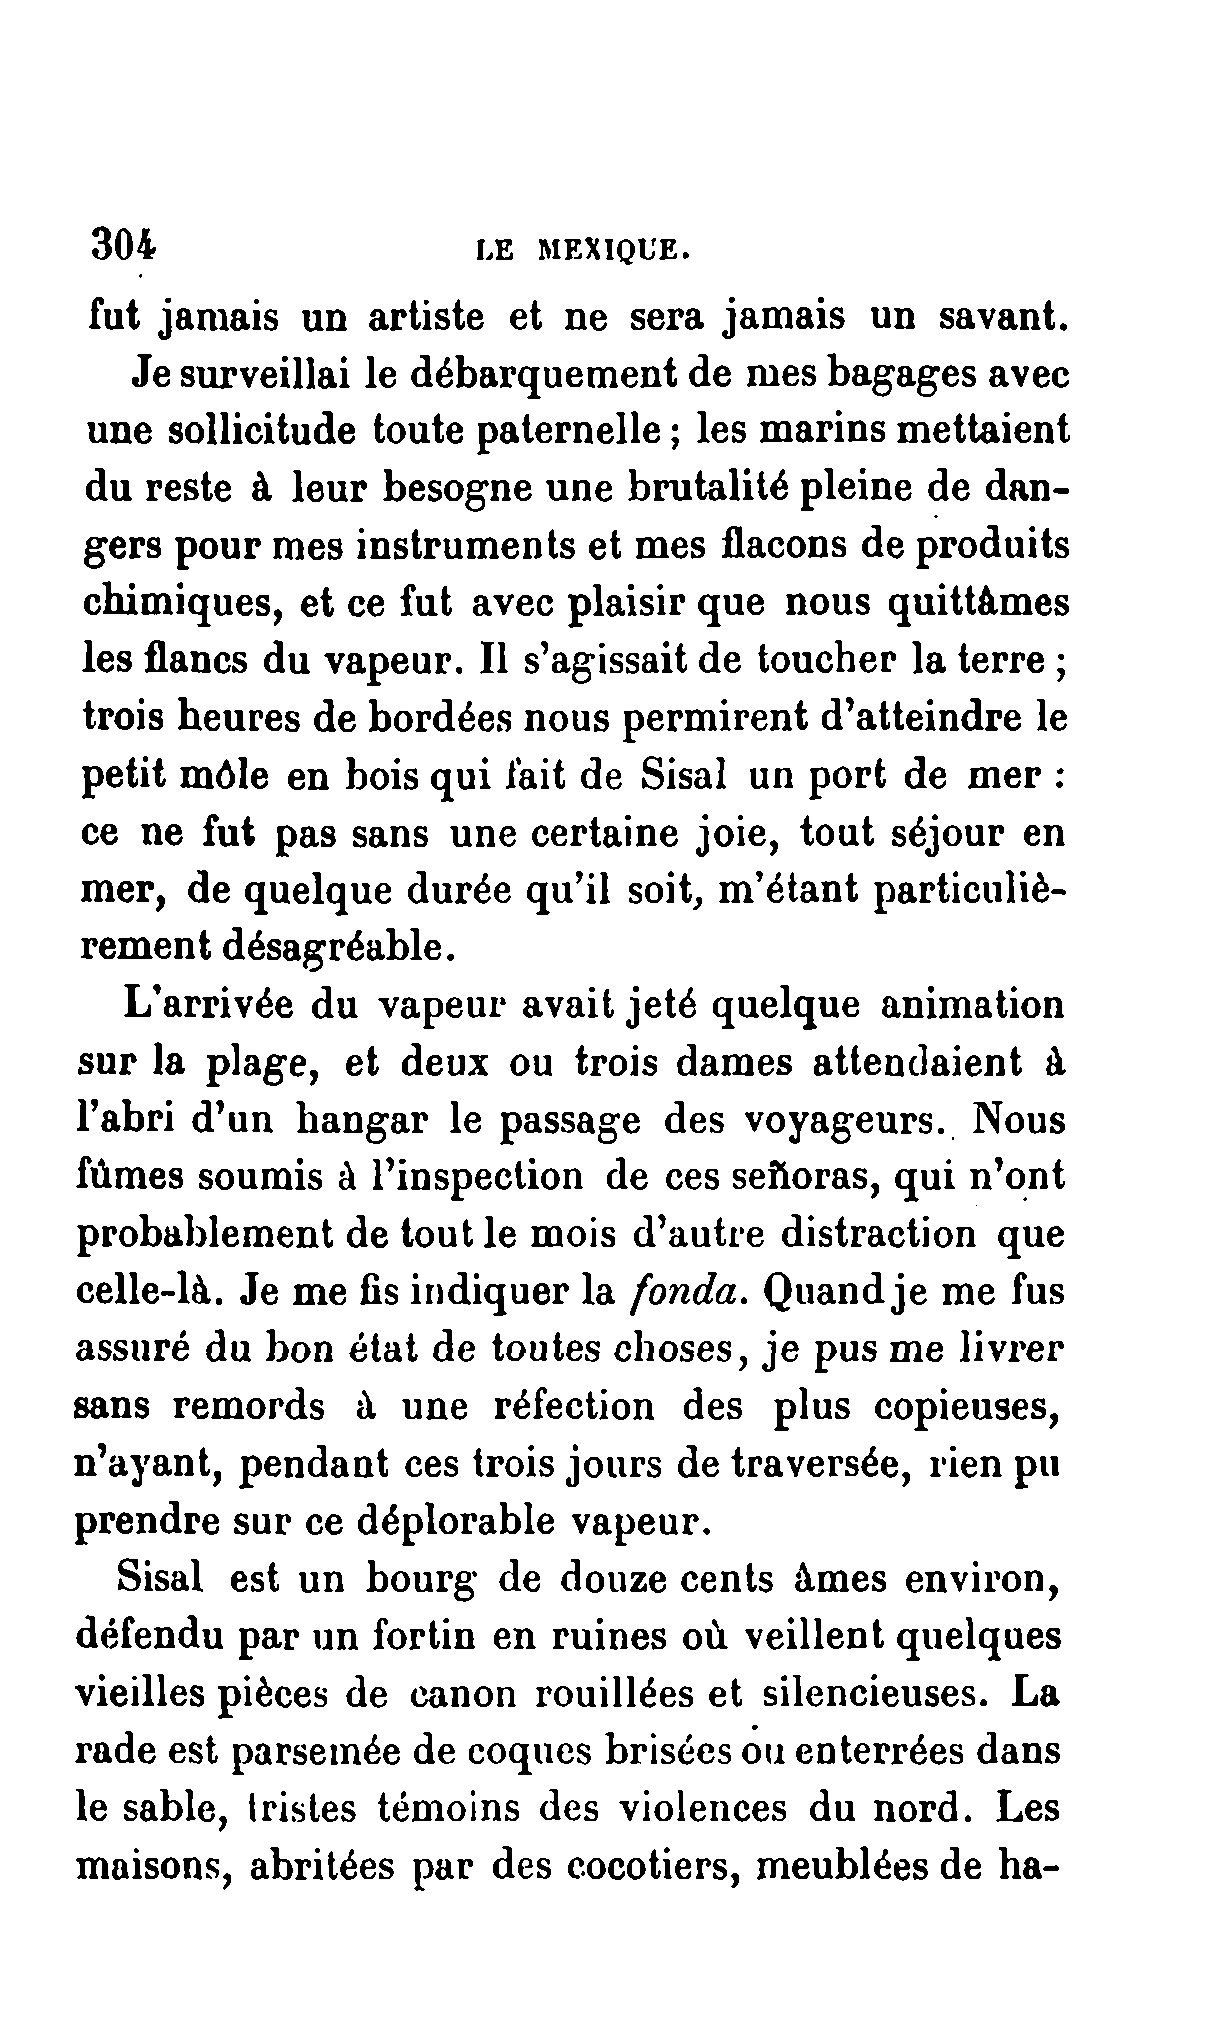 304 LE MEXIQUE.
fut jamais un artiste et ne sera jamais un savant.
Je surveillai le débarquement de mes bagages avec
une sollicitude toute paternelle ; les marins mettaient
du reste à leur besogne une brutalité pleine de dan-
gers pour mes instruments et mes flacons de produits
chimiques, et ce fut avec plaisir que nous quittâmes
les flancs du vapeur. Il s'agissait de toucher la terre ;
trois heures de bordées nous permirent d'atteindre le
petit môle en bois qui fait de Sisal un port de mer :
ce ne fut pas sans une certaine joie, tout séjour en
mer, de quelque durée qu'il soit, m'étant particuliè-
rement désagréable.
L'arrivée du vapeur avait jeté quelque animation
sur la plage, et deux ou trois dames attendaient à
l'abri d'un hangar le passage des voyageurs. Nous
fûmes soumis à l'inspection de ces señoras, qui n'ont
probablement de tout le mois d'autre distraction que
celle-là. Je me fis indiquer la fonda. Quand je me fus
assuré du bon état de toutes choses, je pus me livrer
sans remords à une réfection des plus copieuses,
n'ayant, pendant ces trois jours de traversée, rien pu
prendre sur ce déplorable vapeur.
Sisal est un bourg de douze cents âmes environ,
défendu par un fortin en ruines où veillent quelques
vieilles pièces de canon rouillées et silencieuses. La
rade est parsemée de coques brisées ou enterrées dans
le sable, tristes témoins des violences du nord. Les
maisons, abritées par des cocotiers, meublées de ha-